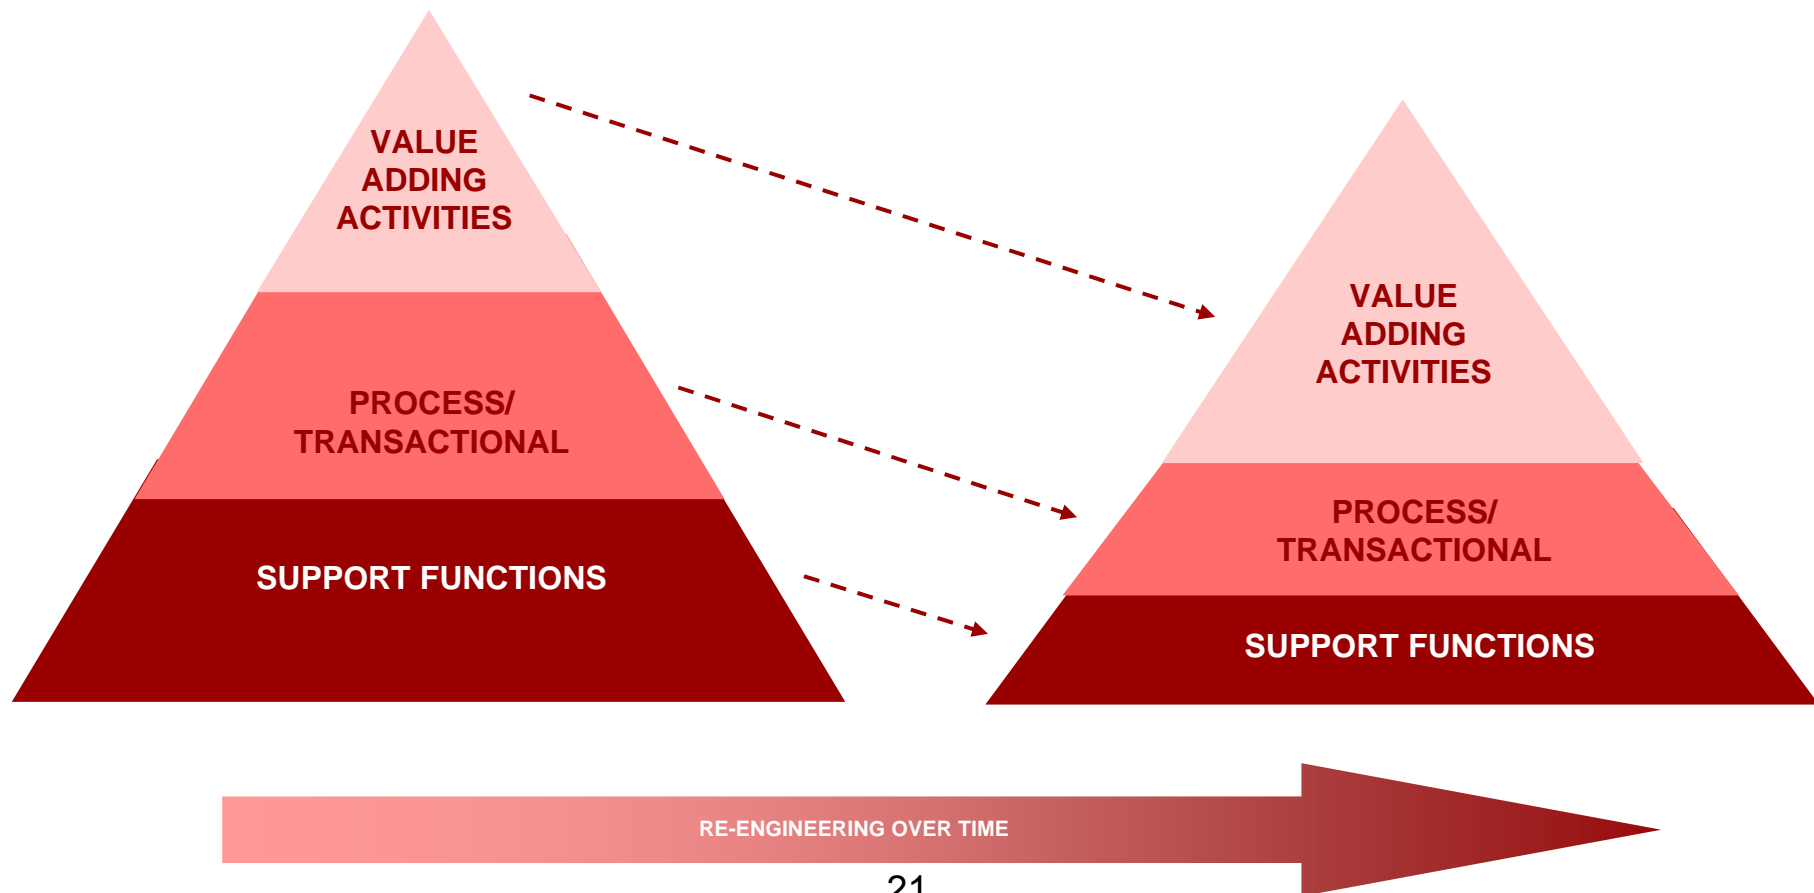 VALUE
ADDING
ACTIVITIES
PROCESS/
TRANSACTIONAL
SUPPORT FUNCTIONS
VALUE
ADDING
ACTIVITIES
PROCESS/
TRANSACTIONAL
SUPPORT FUNCTIONS
RE-ENGINEERING OVER TIME
21